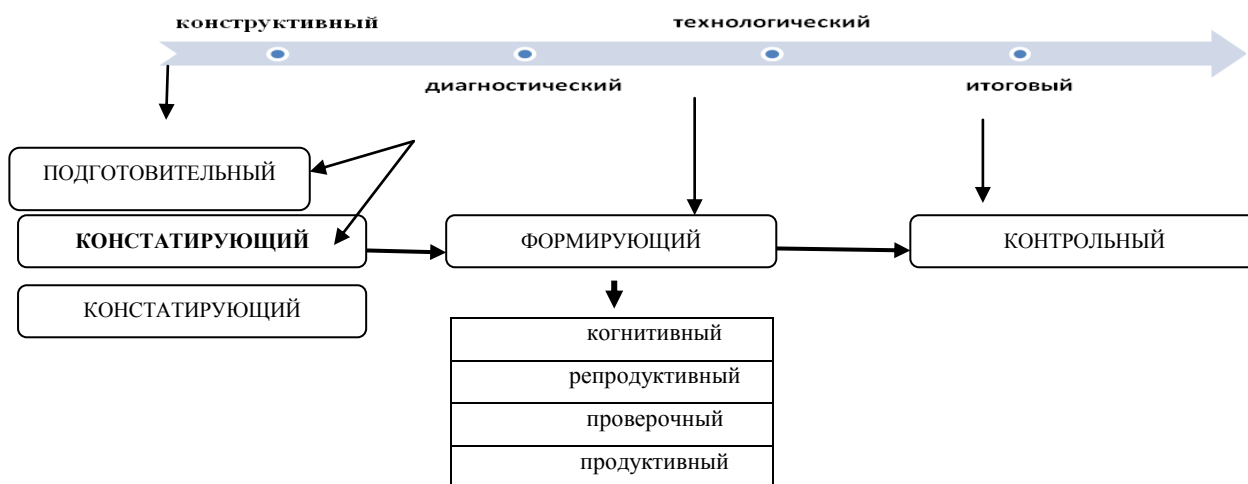 конструктивный
технологический
диагностический
итоговый
ПОДГОТОВИТЕЛЬНЫЙ
КОНСТАТИРУЮЩИЙ
ФОРМИРУЮЩИЙ
КОНТРОЛЬНЫЙ
КОНСТАТИРУЮЩИЙ
когнитивный
репродуктивный
проверочный
продуктивный